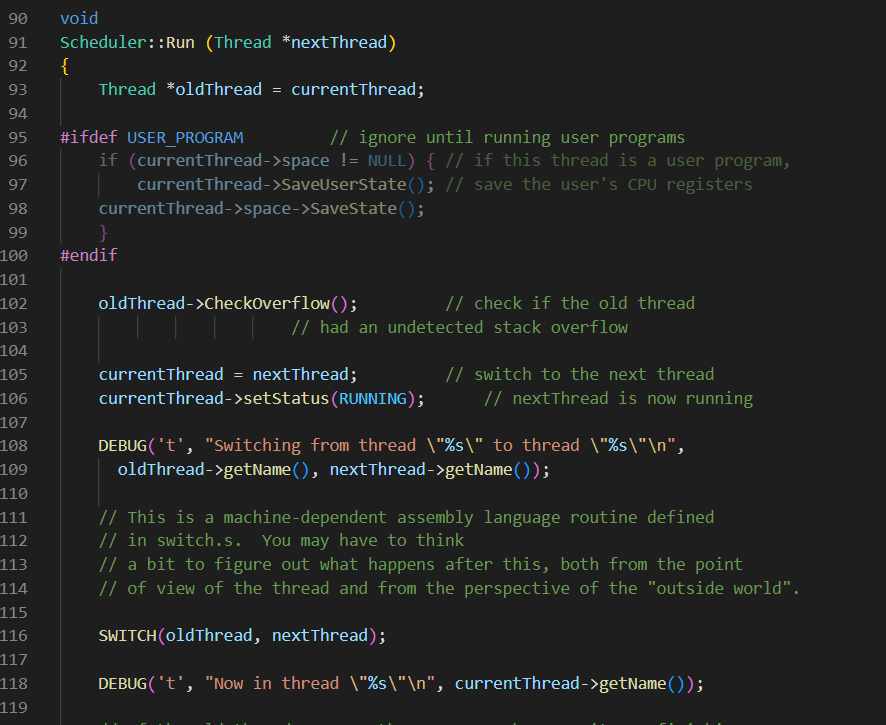 90 void
91 Scheduler::Run (Thread *nextThread)
92 {
93     Thread *oldThread = currentThread;
94
95 #ifdef USER_PROGRAM         // ignore until running user programs
96     if (currentThread->space != NULL) { // if this thread is a user program,
97         currentThread->SaveUserState(); // save the user's CPU registers
98     currentThread->space->SaveState();
99     }
100 #endif
101
102     oldThread->CheckOverflow();         // check if the old thread
103                     // had an undetected stack overflow
104
105     currentThread = nextThread;         // switch to the next thread
106     currentThread->setStatus(RUNNING);      // nextThread is now running
107
108     DEBUG('t', "Switching from thread \"%s\" to thread \"%s\"\n",
109       oldThread->getName(), nextThread->getName());
110
111     // This is a machine-dependent assembly language routine defined
112     // in switch.s.  You may have to think
113     // a bit to figure out what happens after this, both from the point
114     // of view of the thread and from the perspective of the "outside world".
115
116     SWITCH(oldThread, nextThread);
117
118     DEBUG('t', "Now in thread \"%s\"\n", currentThread->getName());
119